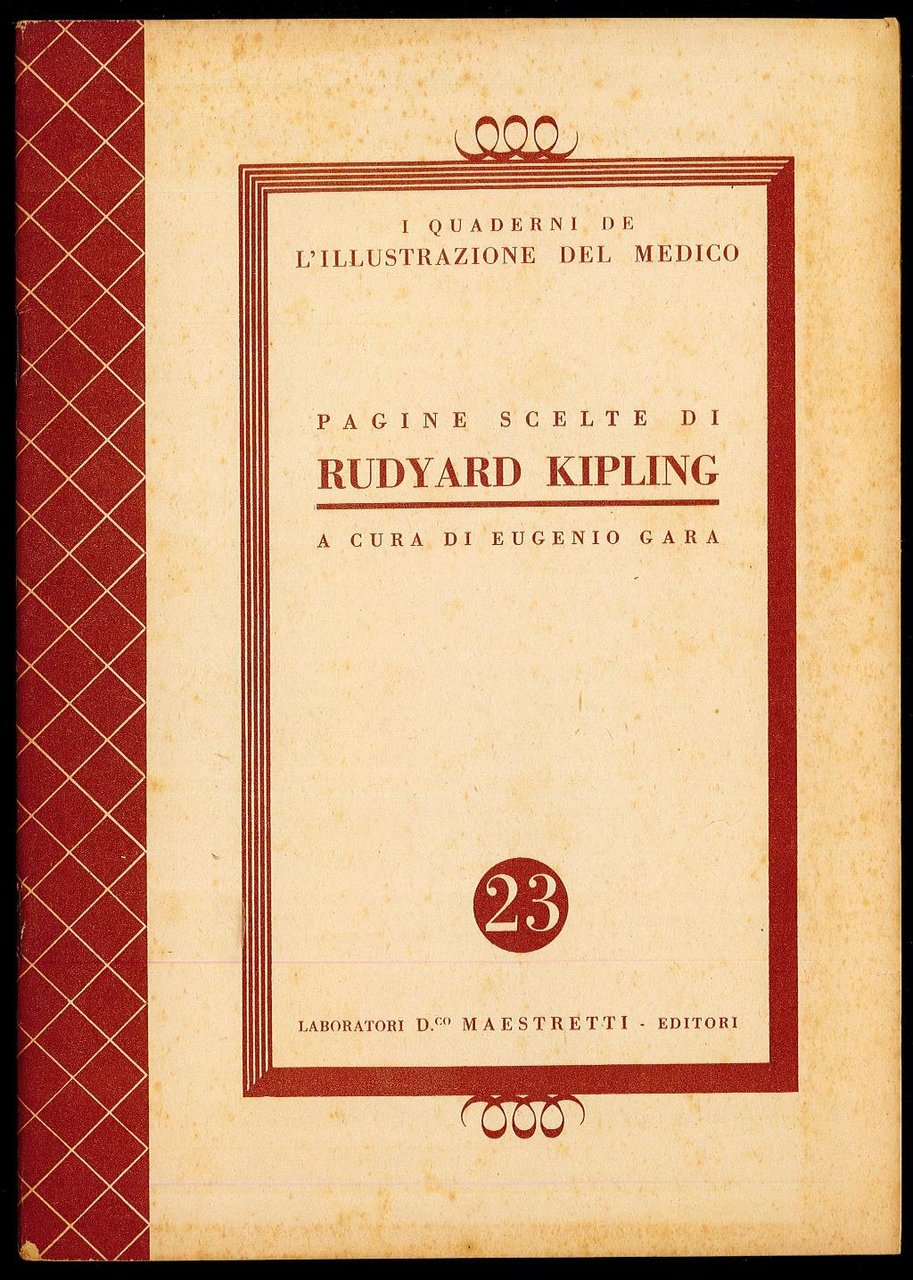 I QUADERNI DE
L'ILLUSTRAZIONE DEL MEDICO
PAGINE SCELTE DI
RUDYARD KIPLING
A CURA DI EUGENIO GARA
23
LABORATORI D.CO MAESTRETTI - EDITORI